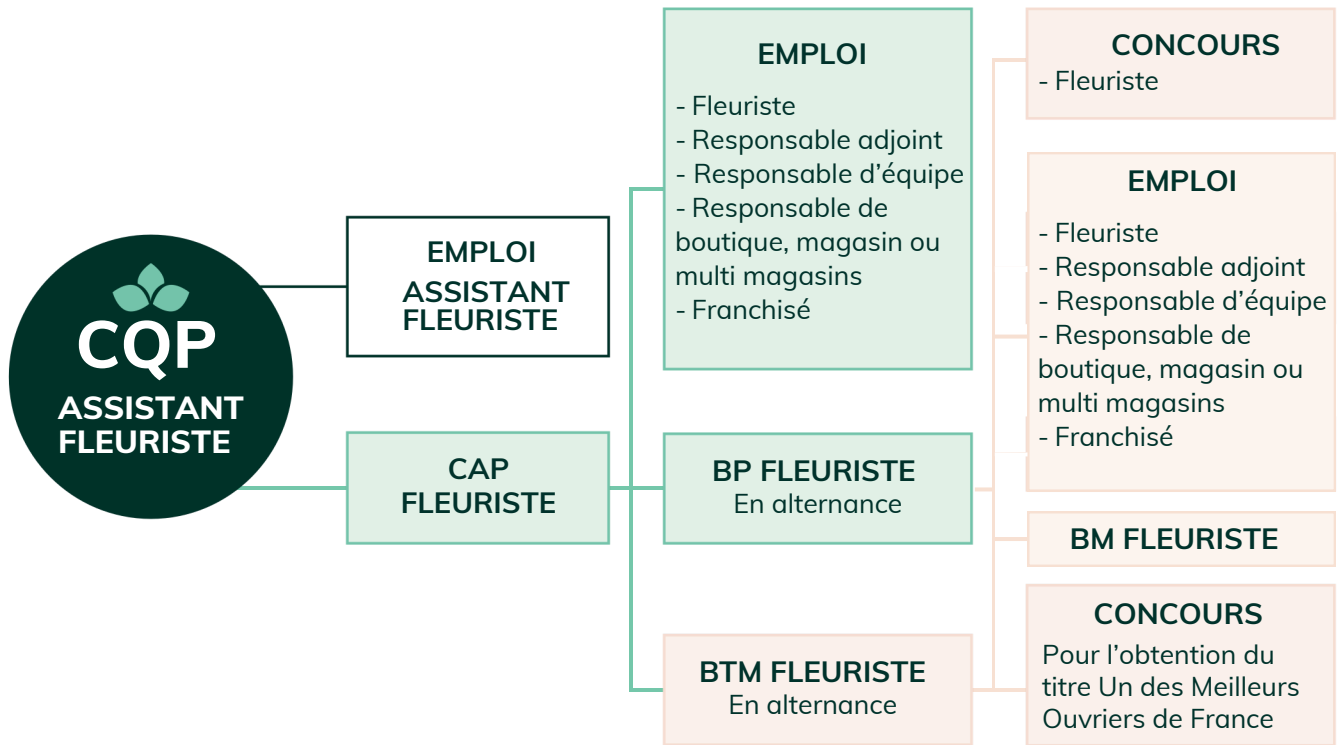 CQP
ASSISTANT
FLEURISTE
EMPLOI
ASSISTANT
FLEURISTE
CAP
FLEURISTE
EMPLOI
- Fleuriste
- Responsable adjoint
- Responsable d’équipe
- Responsable de
boutique, magasin ou
multi magasins
- Franchisé
BP FLEURISTE
En alternance
BTM FLEURISTE
En alternance
CONCOURS
- Fleuriste
EMPLOI
- Fleuriste
- Responsable adjoint
- Responsable d’équipe
- Responsable de
boutique, magasin ou
multi magasins
- Franchisé
BM FLEURISTE
CONCOURS
Pour l’obtention du
titre Un des Meilleurs
Ouvriers de France